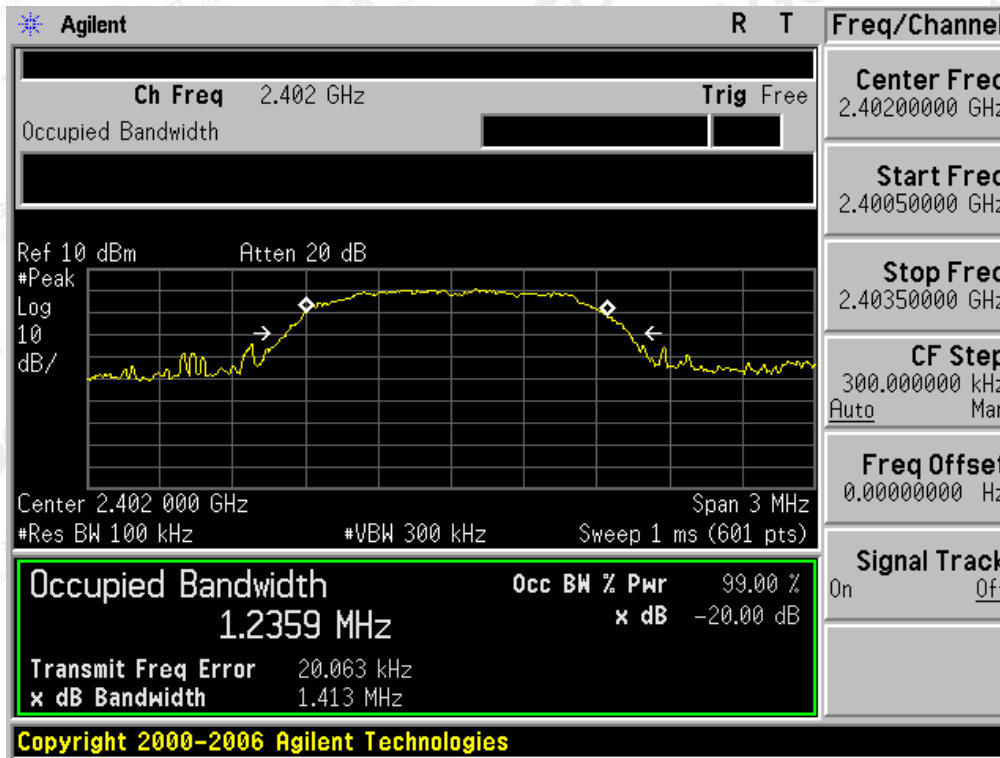 Agilent R T Freq/Channel
Ch Freq 2.402 GHz Trig Free
Occupied Bandwidth
Center Freq
2.40200000 GHz
Start Freq
2.40050000 GHz
Stop Freq
2.40350000 GHz
CF Step
300.000000 kHz
Auto Man
Freq Offset
0.00000000 Hz
Signal Track
On Off
Ref 10 dBm Atten 20 dB
#Peak
Log
10
dB/
Center 2.402 000 GHz Span 3 MHz
#Res BW 100 kHz #VBW 300 kHz Sweep 1 ms (601 pts)
Occupied Bandwidth
1.2359 MHz
Occ BW % Pwr 99.00 %
x dB -20.00 dB
Transmit Freq Error 20.063 kHz
x dB Bandwidth 1.413 MHz
Copyright 2000-2006 Agilent Technologies